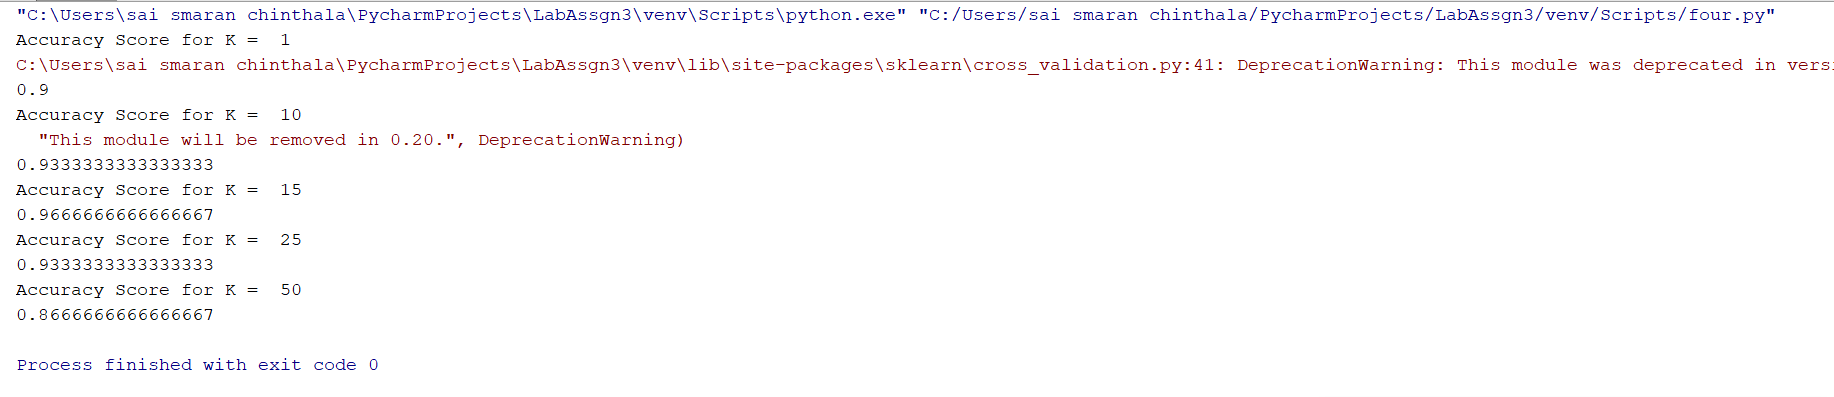 "C:\Users\sai smaran chinthala\PycharmProjects\LabAssgn3\venv\Scripts\python.exe" "C:/Users/sai smaran chinthala/PycharmProjects/LabAssgn3/venv/Scripts/four.py"
Accuracy Score for K =  1
C:\Users\sai smaran chinthala\PycharmProjects\LabAssgn3\venv\lib\site-packages\sklearn\cross_validation.py:41: DeprecationWarning: This module was deprecated in versi
0.9
Accuracy Score for K =  10
  "This module will be removed in 0.20.", DeprecationWarning)
0.9333333333333333
Accuracy Score for K =  15
0.9666666666666667
Accuracy Score for K =  25
0.9333333333333333
Accuracy Score for K =  50
0.8666666666666667
Process finished with exit code 0